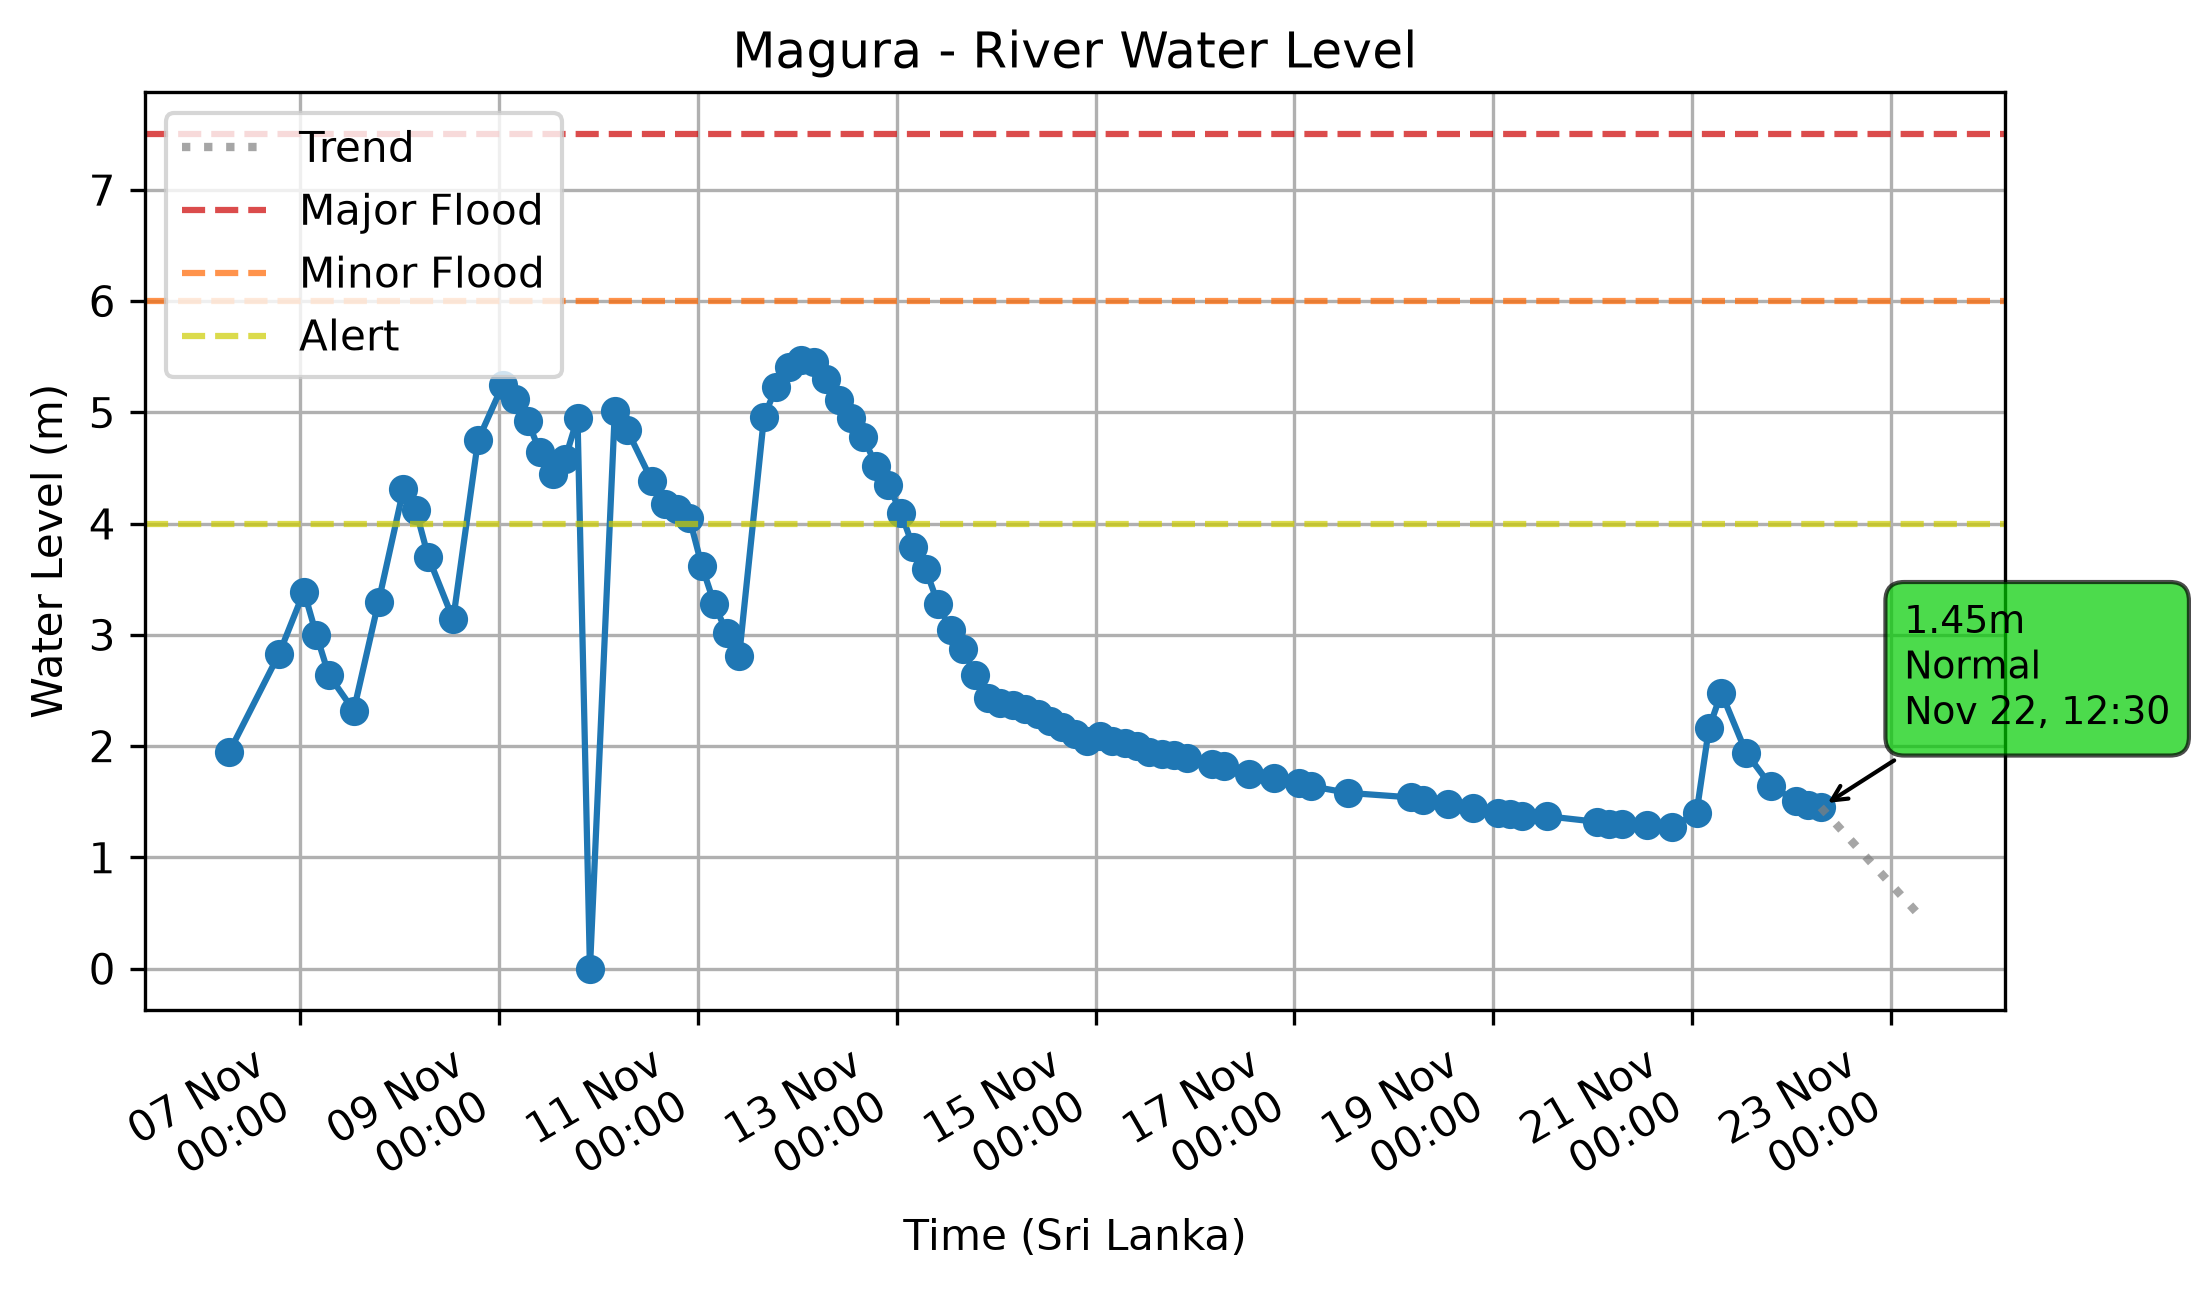 Magura - River Water Level
Trend
Major Flood
Minor Flood
Alert
Water Level (m)
7
6
5
4
3
2
1
0
1.45m
Normal
Nov 22, 12:30
07 Nov
00:00
09 Nov
00:00
11 Nov
00:00
13 Nov
00:00
15 Nov
00:00
17 Nov
00:00
19 Nov
00:00
21 Nov
00:00
23 Nov
00:00
Time (Sri Lanka)